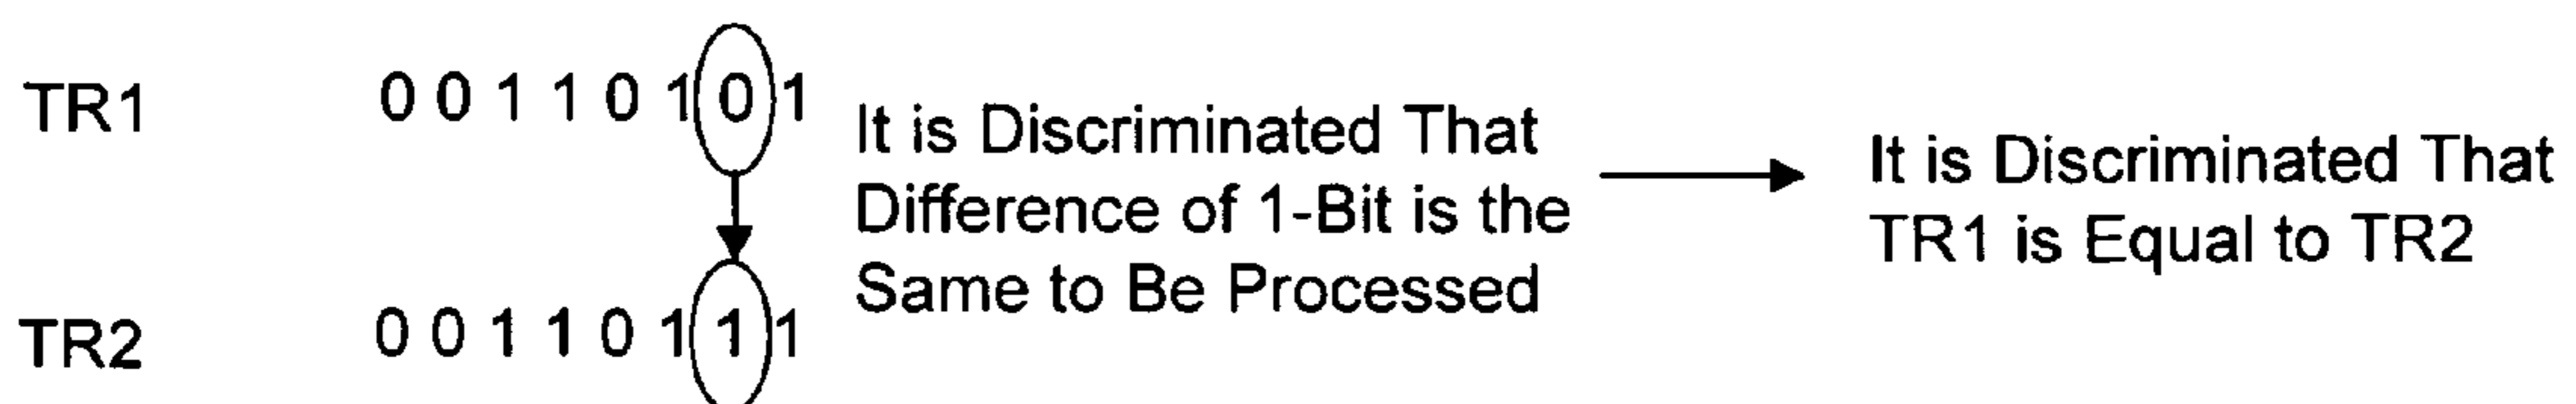 TR1 0 0 1 1 0 1 0 1
It is Discriminated That
Difference of 1-Bit is the
Same to Be Processed
It is Discriminated That
TR1 is Equal to TR2
TR2 0 0 1 1 0 1 1 1